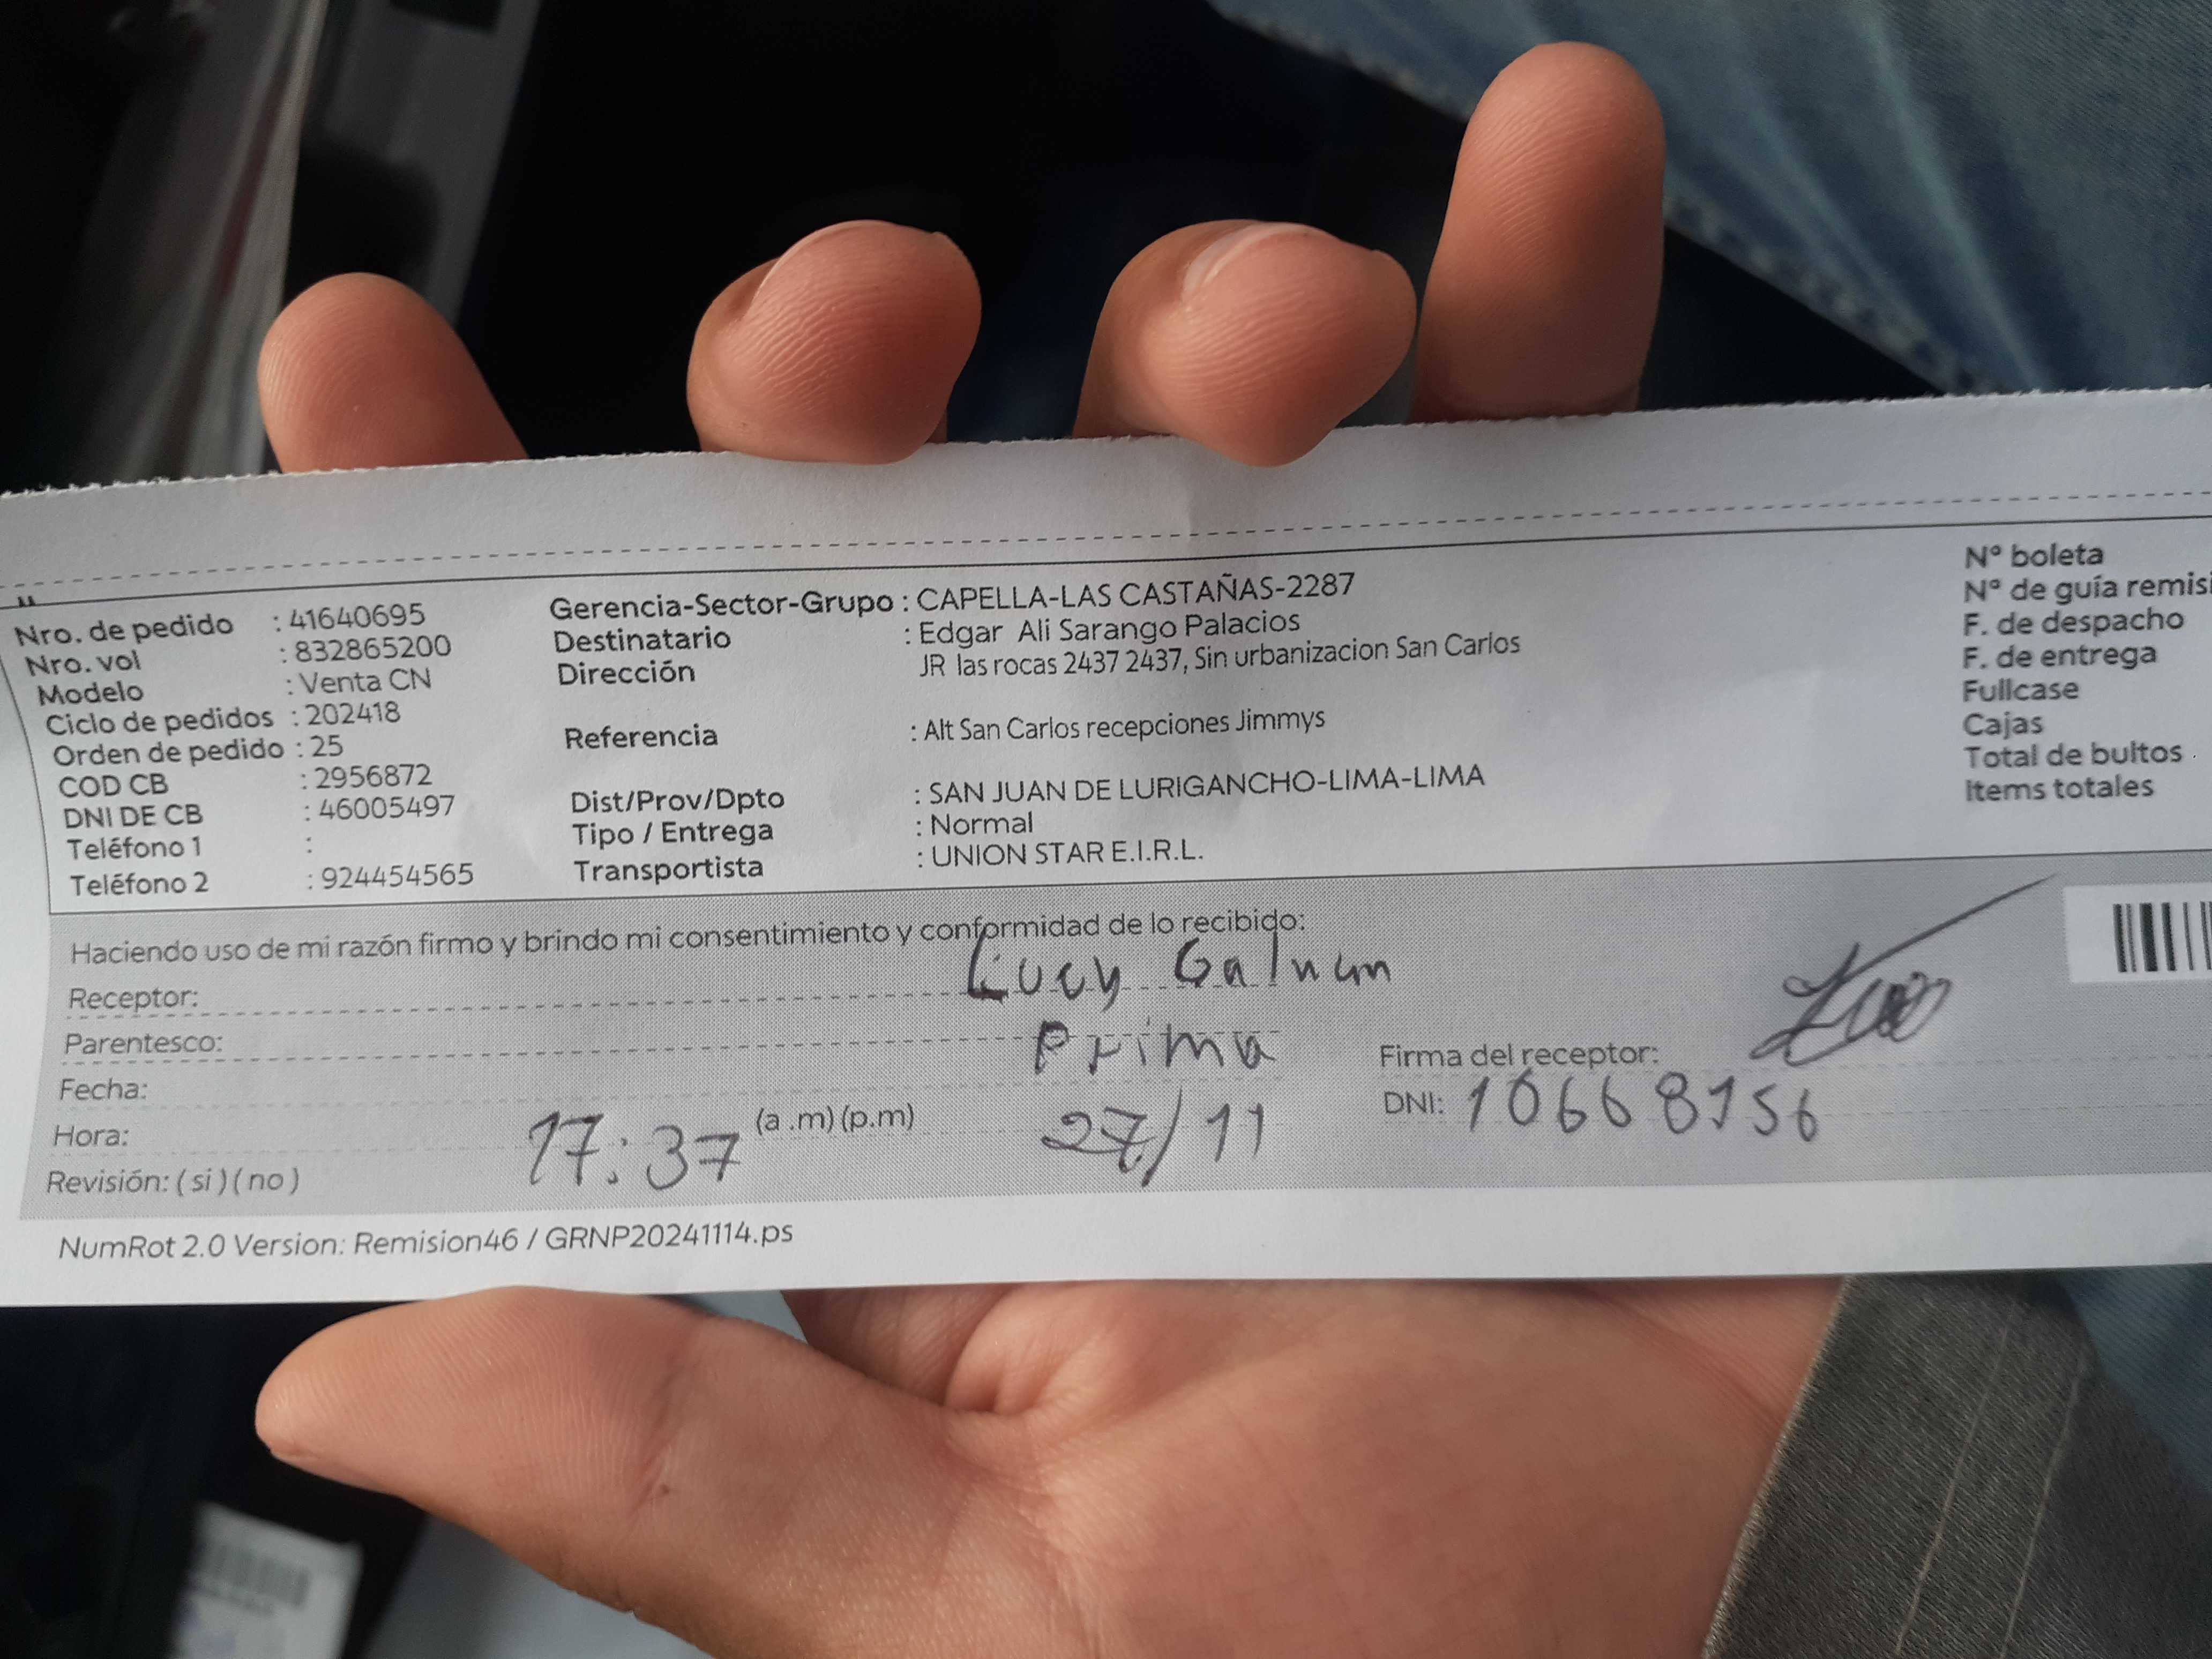 Nro. de pedido : 41640695
Nro. vol : 832865200
Modelo : Venta CN
Ciclo de pedidos : 202418
Orden de pedido : 25
COD CB : 2956872
DNI DE CB : 46005497
Teléfono 1 :
Teléfono 2 : 924454565
Gerencia-Sector-Grupo : CAPELLA-LAS CASTAÑAS-2287
Destinatario : Edgar Ali Sarango Palacios
Dirección JR las rocas 2437 2437, Sin urbanizacion San Carlos
Referencia : Alt San Carlos recepciones Jimmys
Dist/Prov/Dpto : SAN JUAN DE LURIGANCHO-LIMA-LIMA
Tipo / Entrega : Normal
Transportista : UNION STAR E.I.R.L.
N° boleta
N° de guía remisi
F. de despacho
F. de entrega
Fullcase
Cajas
Total de bultos
Items totales
Haciendo uso de mi razón firmo y brindo mi consentimiento y conformidad de lo recibido:
Receptor: Lucy
Parentesco: Prima
Firma del receptor:
Fecha: 27/11
DNI: 10668156
Hora: 17:37 (a .m) (p.m)
Revisión: ( si ) ( no )
NumRot 2.0 Version: Remision46 / GRNP20241114.ps